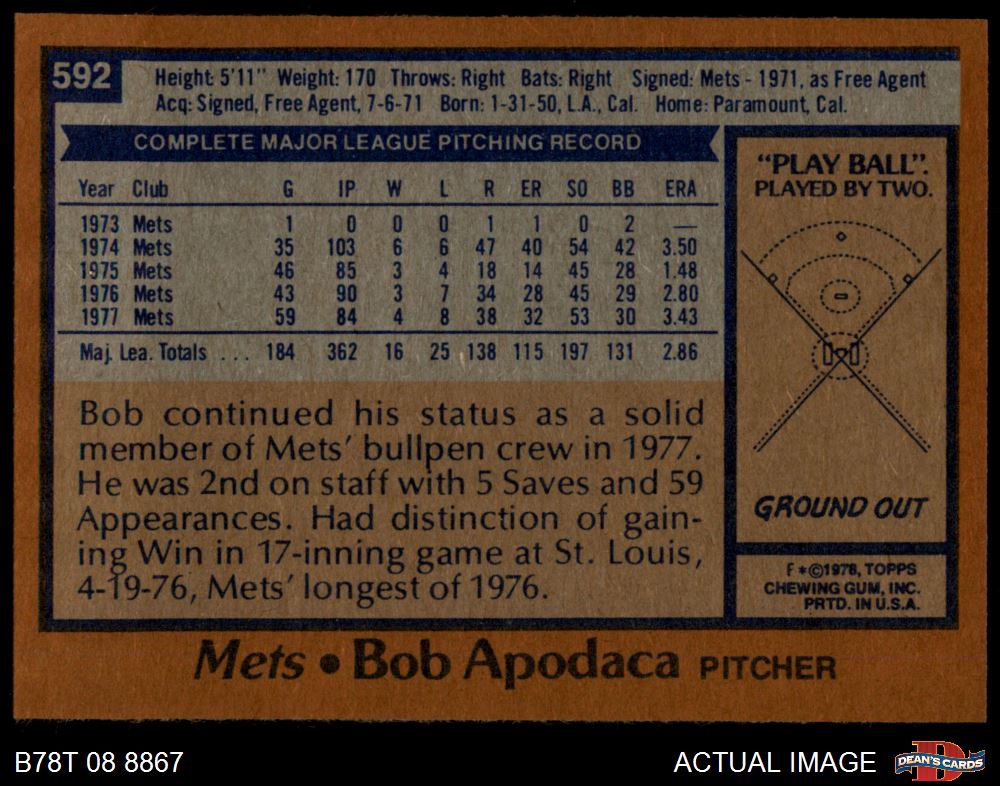 592
Height: 5'11" Weight: 170 Throws: Right Bats: Right Signed: Mets - 1971, as Free Agent
Acq: Signed, Free Agent, 7-6-71 Born: 1-31-50, L.A., Cal. Home: Paramount, Cal.
COMPLETE MAJOR LEAGUE PITCHING RECORD
Year Club G IP W L R ER SO BB ERA
1973 Mets 1 0 0 0 1 1 0 2 —
1974 Mets 35 103 6 6 47 40 54 42 3.50
1975 Mets 46 85 3 4 18 14 45 28 1.48
1976 Mets 43 90 3 7 34 28 45 29 2.80
1977 Mets 59 84 4 8 38 32 53 30 3.43
Maj. Lea. Totals . . . 184 362 16 25 138 115 197 131 2.86
Bob continued his status as a solid
member of Mets' bullpen crew in 1977.
He was 2nd on staff with 5 Saves and 59
Appearances. Had distinction of gain-
ing Win in 17-inning game at St. Louis,
4-19-76, Mets' longest of 1976.
"PLAY BALL".
PLAYED BY TWO.
GROUND OUT
F*©1978, TOPPS
CHEWING GUM, INC.
PRTD. IN U.S.A.
Mets • Bob Apodaca PITCHER
B78T 08 8867
ACTUAL IMAGE
D
DEAN'S CARDS